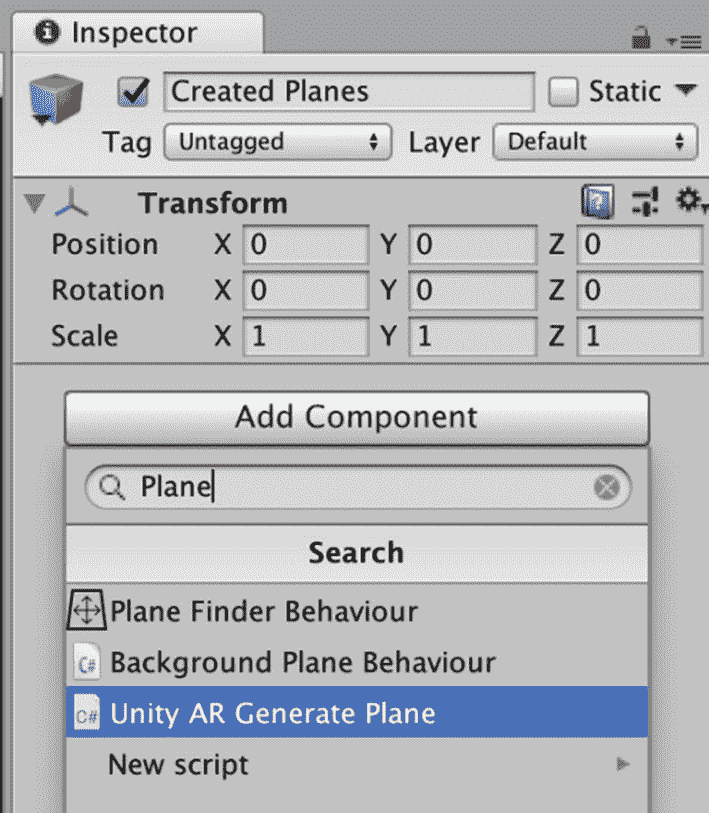 Inspector
Created Planes Static
Tag Untagged Layer Default
Transform
Position X 0 Y 0 Z 0
Rotation X 0 Y 0 Z 0
Scale X 1 Y 1 Z 1
Add Component
Plane
Search
Plane Finder Behaviour
C# Background Plane Behaviour
C# Unity AR Generate Plane
New script